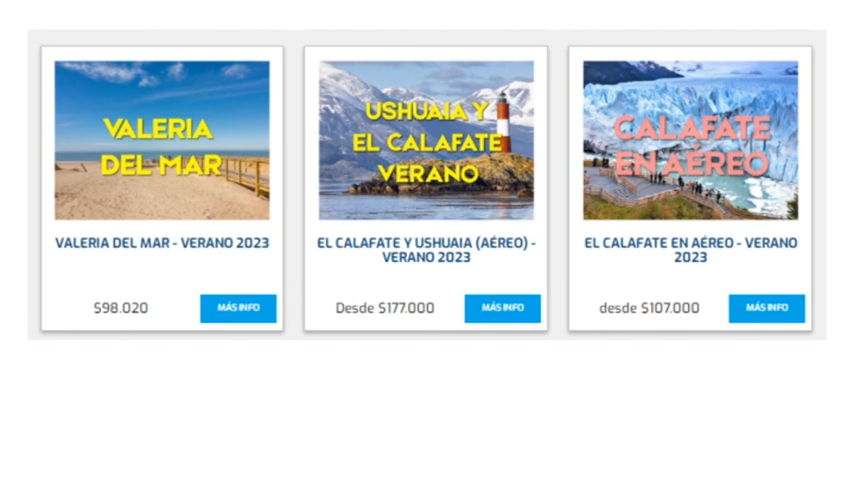 VALERIA
DEL MAR
VALERIA DEL MAR - VERANO 2023
$98.020
MÁS INFO
USHUAIA Y
EL CALAFATE
VERANO
EL CALAFATE Y USHUAIA (AÉREO) -
VERANO 2023
Desde $177.000
MÁS INFO
CALAFATE
EN AÉREO
EL CALAFATE EN AÉREO - VERANO
2023
desde $107.000
MÁS INFO